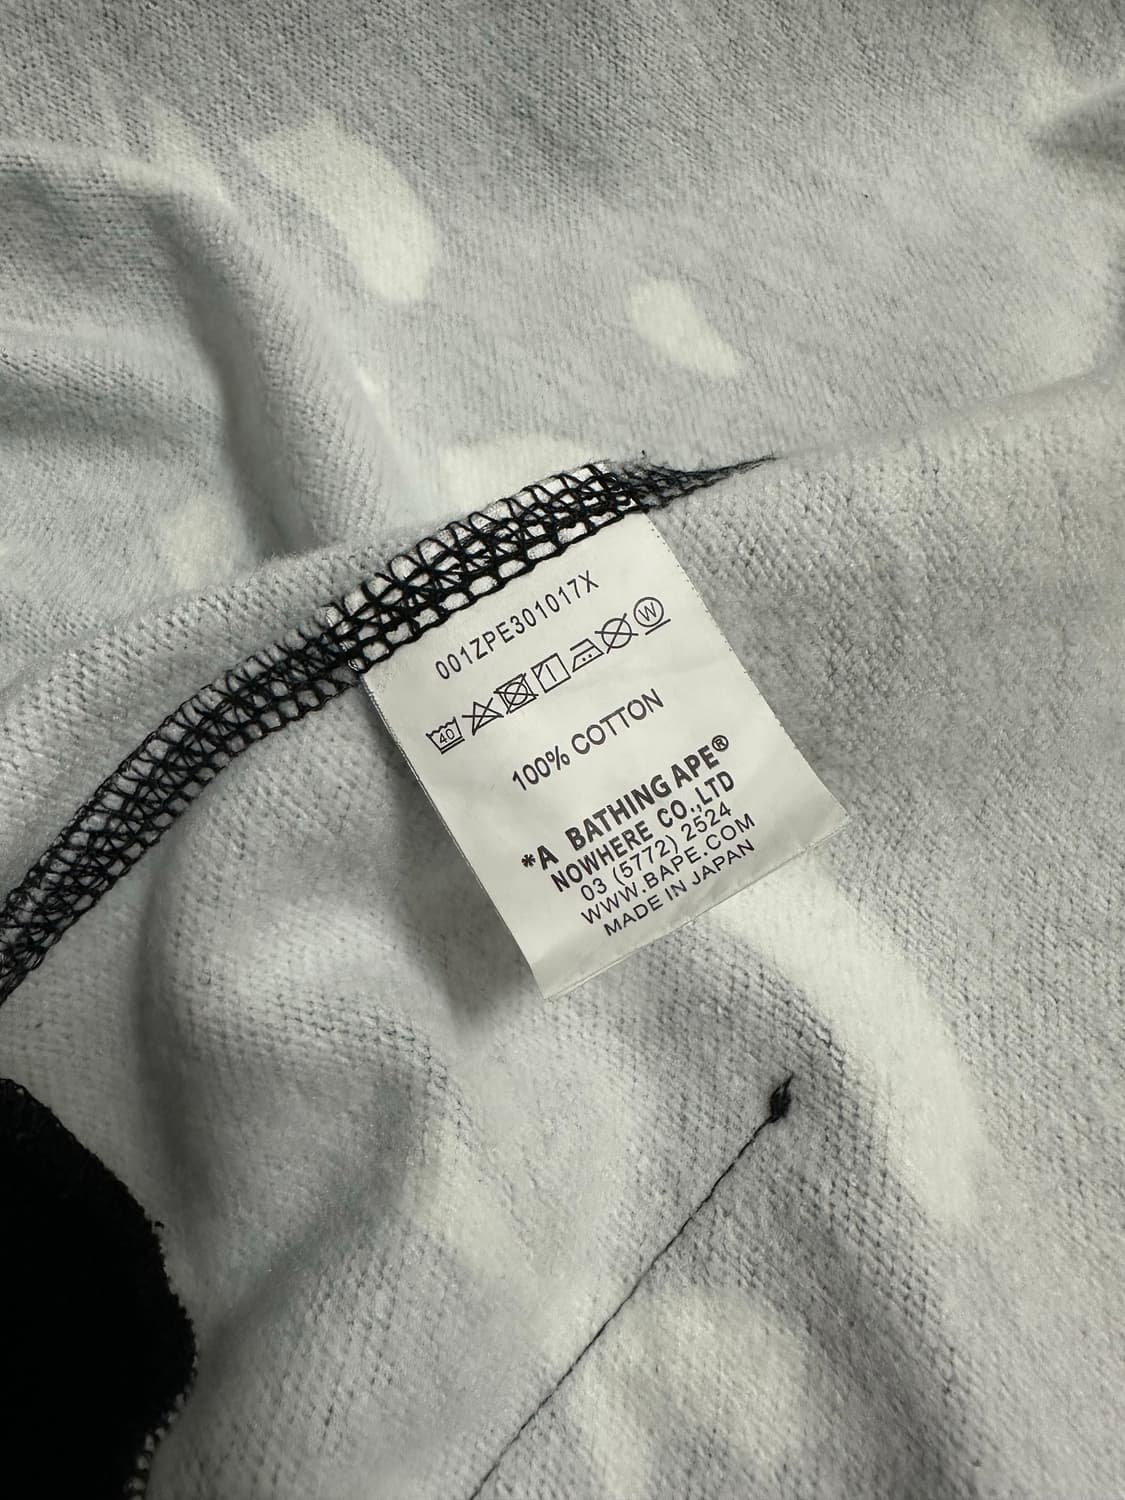 001ZPE301017X
40 W
100% COTTON
*A BATHING APE®
NOWHERE CO.,LTD
03 (5772) 2524
WWW.BAPE.COM
MADE IN JAPAN